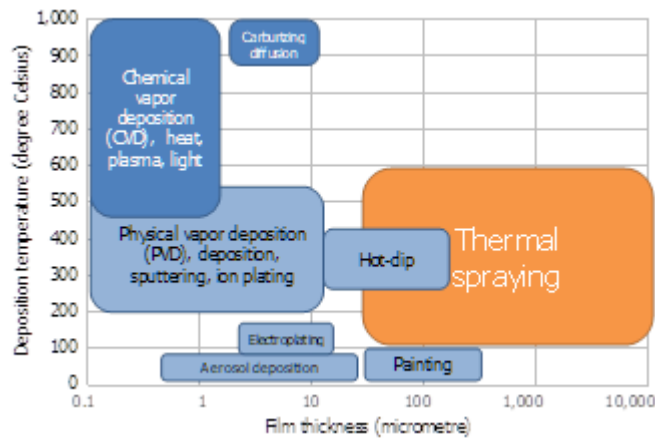 Deposition temperature (degree Celsius)
1,000
900
800
700
600
500
400
300
200
100
0
Carburizing
diffusion
Chemical
vapor
deposition
(CVD), heat,
plasma, light
Physical vapor deposition
(PVD), deposition,
sputtering, ion plating
Hot-dip
Thermal
spraying
Electroplating
Aerosol deposition
Painting
0.1
1
10
100
1,000
10,000
Film thickness (micrometre)